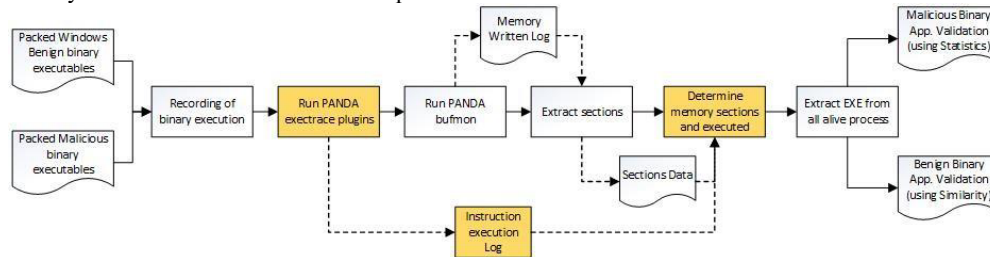 Packed Windows
Benign binary
executables
Packed Malicious
binary
executables
Recording of
binary execution
Run PANDA
exectrace plugins
Run PANDA
bufmon
Memory
Written Log
Extract sections
Sections Data
Instruction
execution
Log
Determine
memory sections
and executed
Extract EXE from
all alive process
Malicious Binary
App. Validation
(using Statistics)
Benign Binary
App. Validation
(using Similarity)